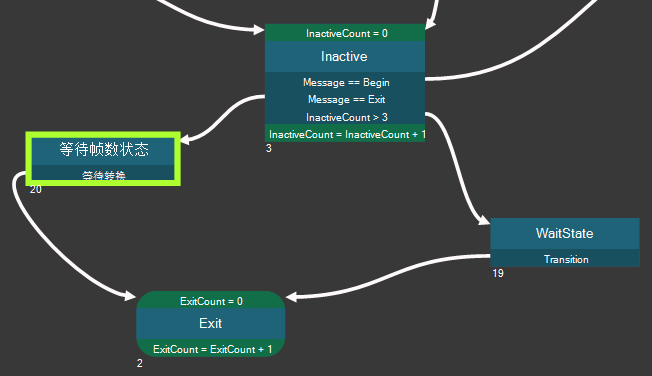 InactiveCount = 0
Inactive
Message == Begin
Message == Exit
InactiveCount > 3
InactiveCount = InactiveCount + 1
3
等待帧数状态
等待转换
20
WaitState
Transition
19
ExitCount = 0
Exit
ExitCount = ExitCount + 1
2